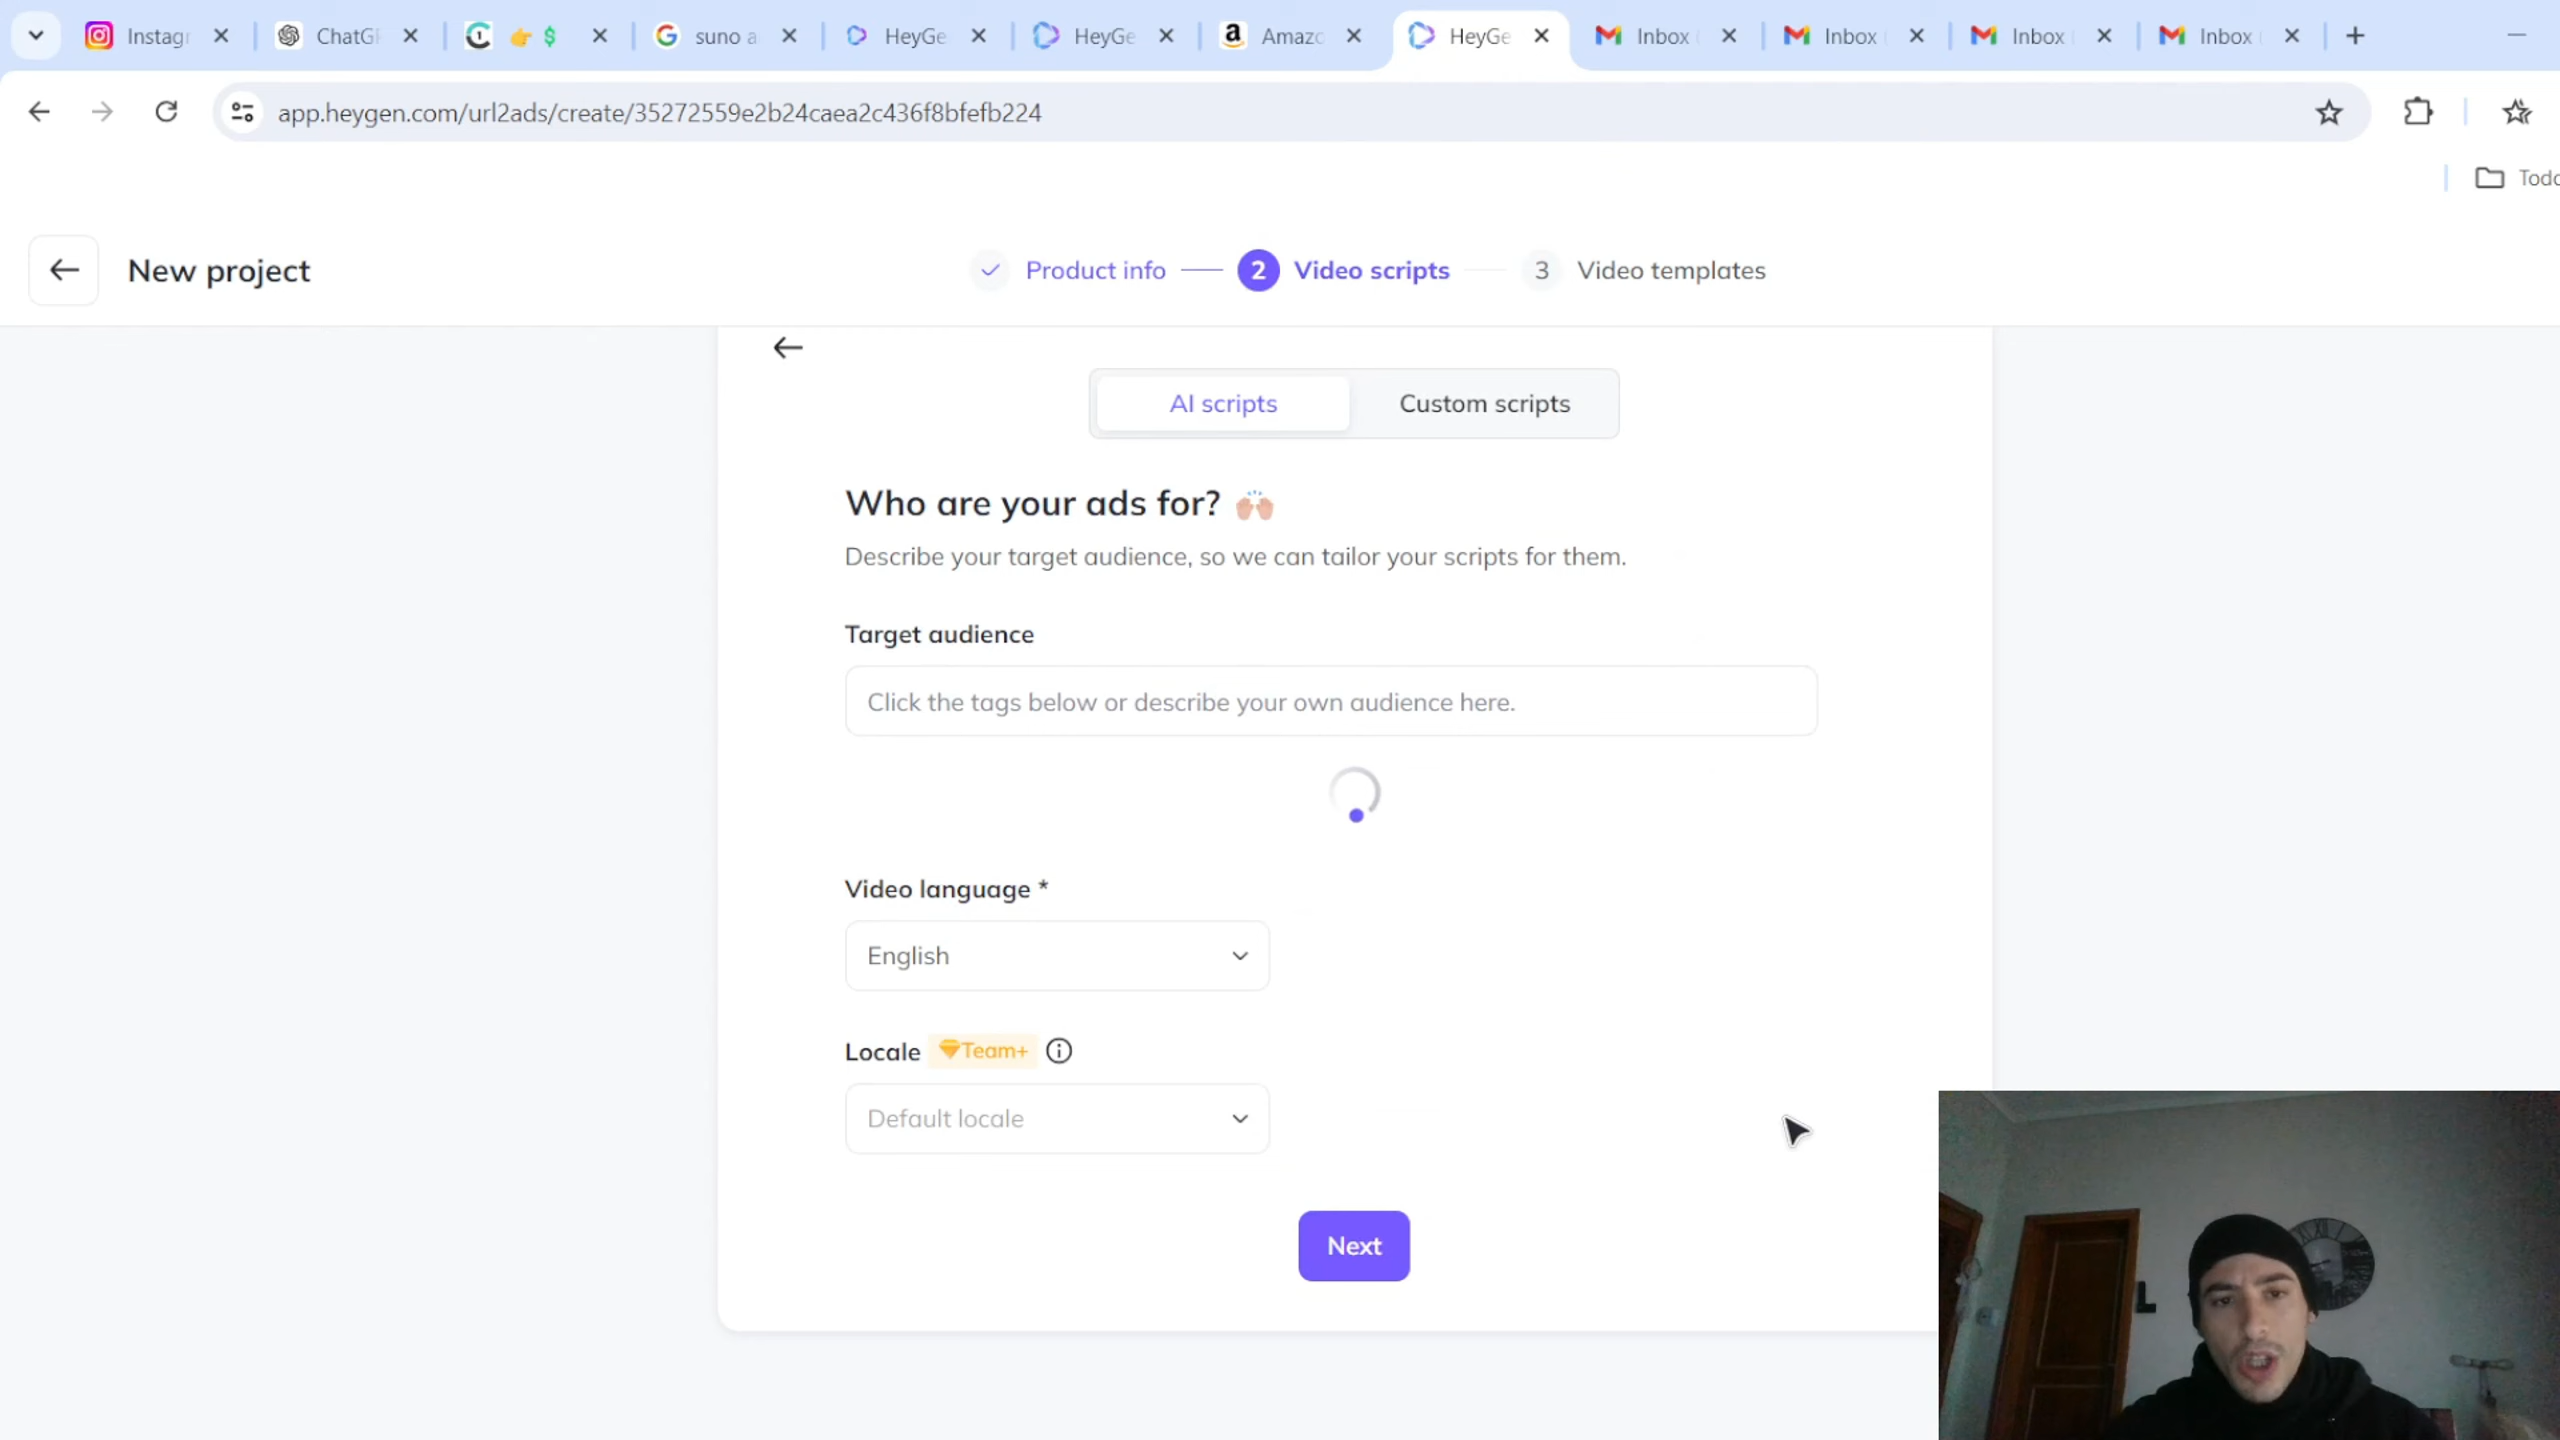 Instagr
ChatGP
suno a
HeyGe
HeyGe
Amazo
HeyGe
Inbox
Inbox
Inbox
Inbox
app.heygen.com/url2ads/create/35272559e2b24caea2c436f8bfefb224
Todo
New project
Product info
2 Video scripts
3 Video templates
AI scripts
Custom scripts
Who are your ads for? 🙌🏼
Describe your target audience, so we can tailor your scripts for them.
Target audience
Click the tags below or describe your own audience here.
Video language *
English
Locale Team+
Default locale
Next